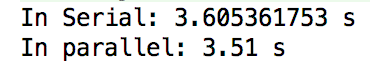 In Serial: 3.605361753 s
In parallel: 3.51 s